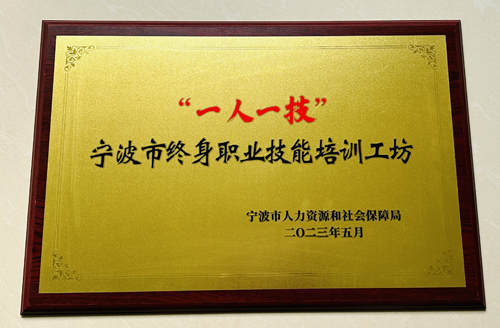 “一人一技”
宁波市终身职业技能培训工坊
宁波市人力资源和社会保障局
二〇二三年五月